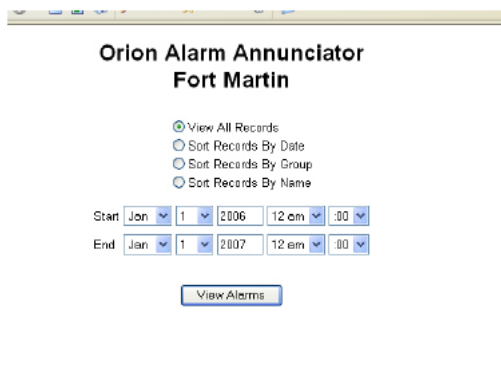 Orion Alarm Annunciator
Fort Martin
View All Records
Sort Records By Date
Sort Records By Group
Sort Records By Name
Start Jan 1 2006 12 am :00
End Jan 1 2007 12 am :00
View Alarms